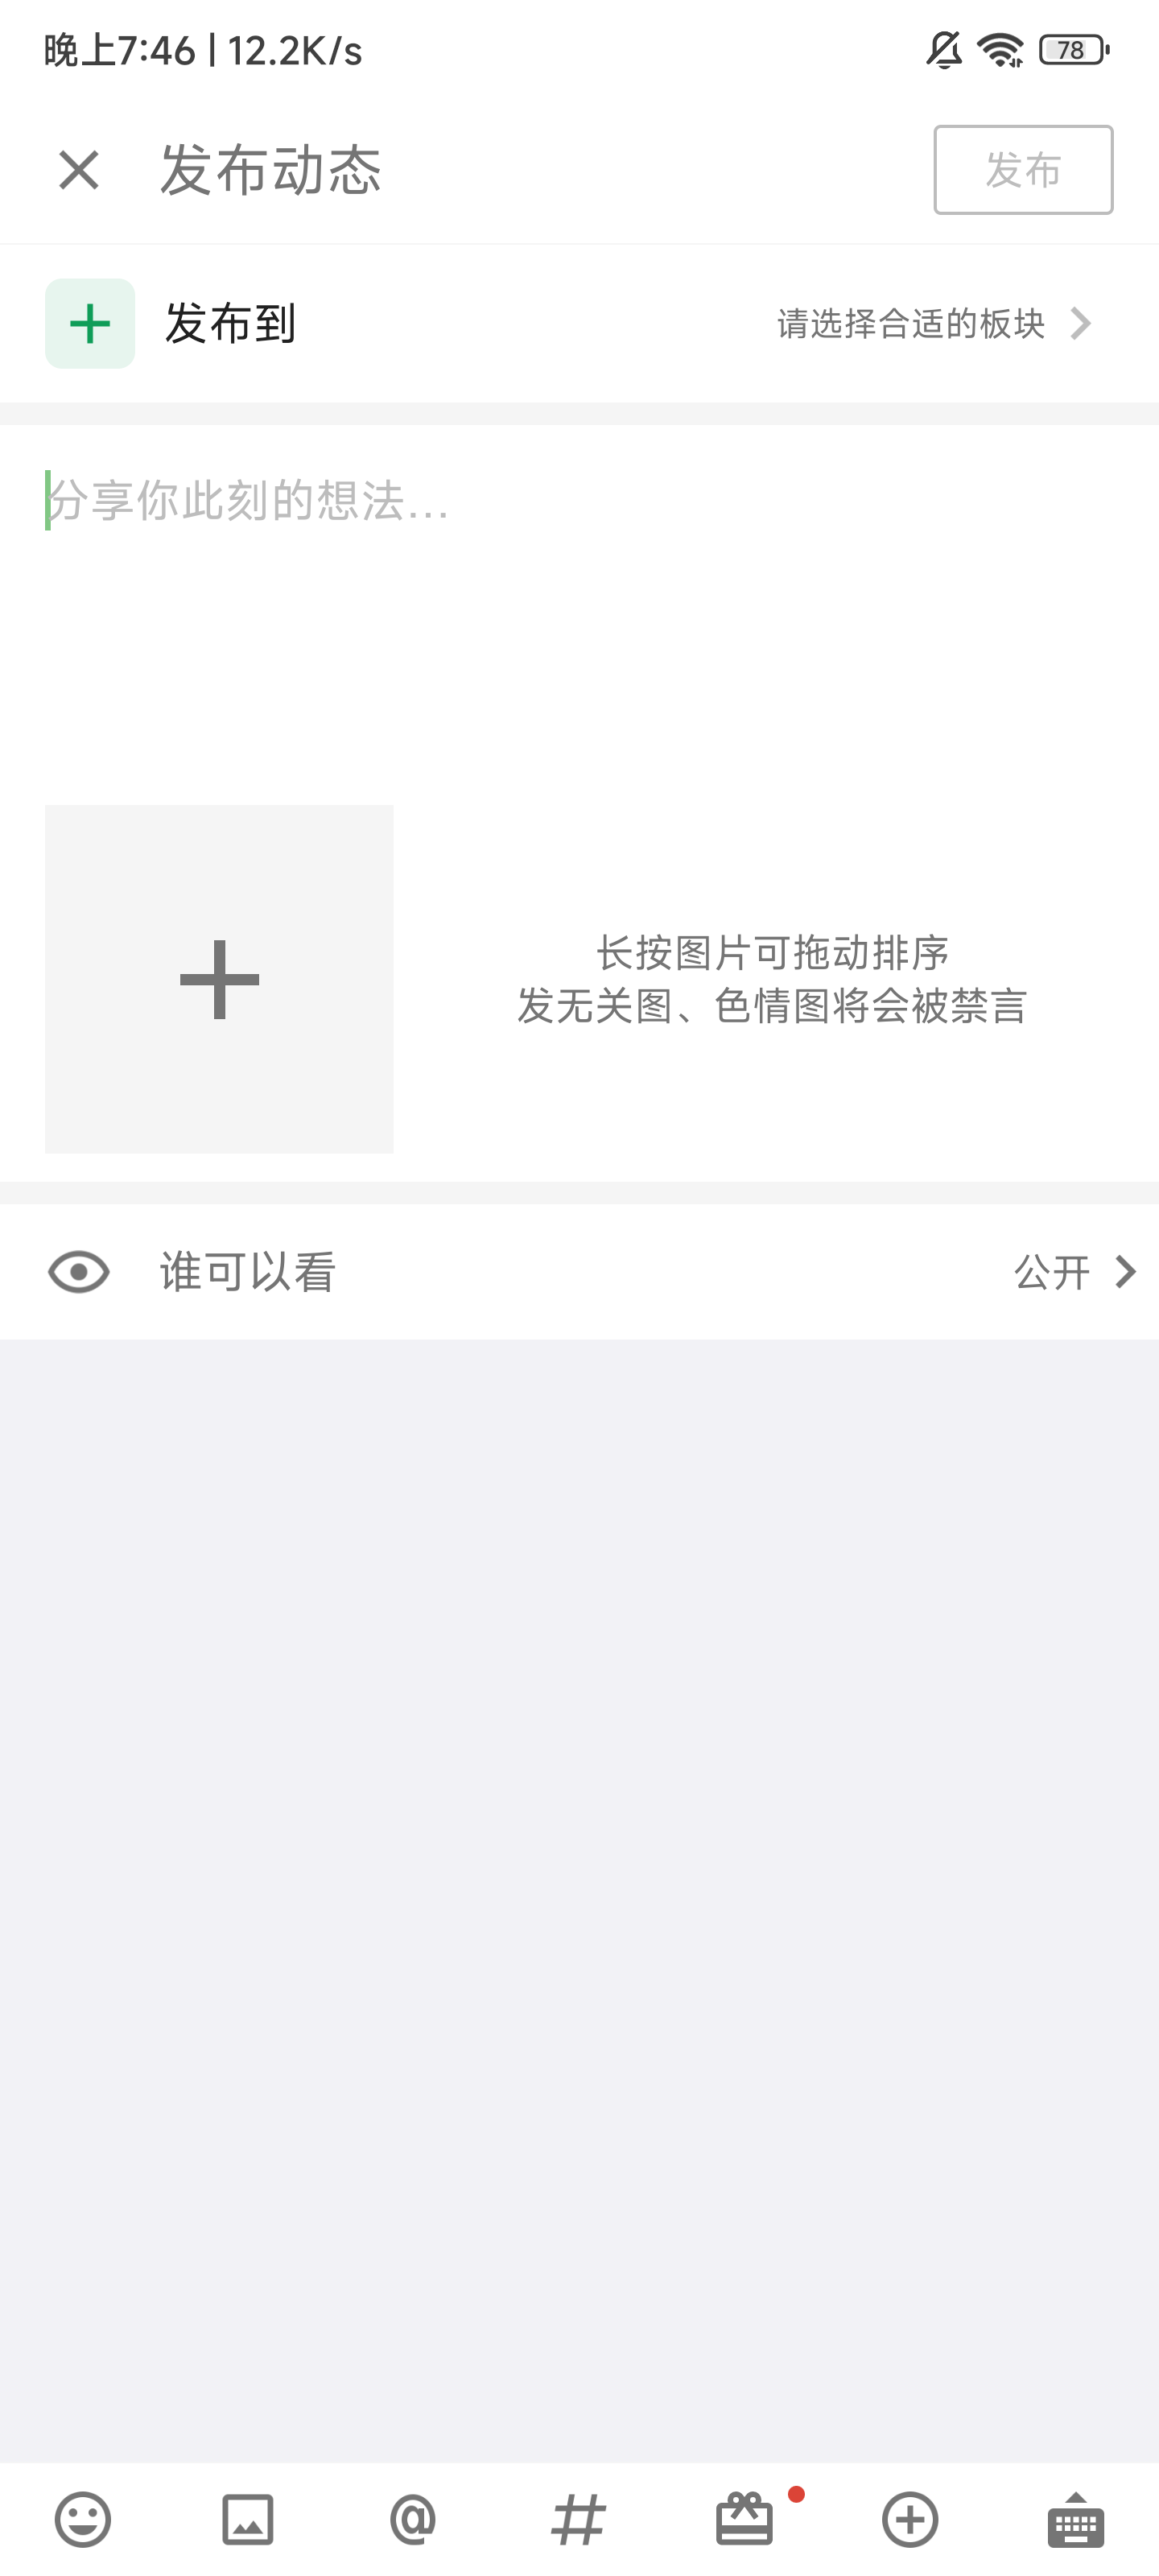 晚上7:46 | 12.2K/s
78
发布动态
发布
发布到
请选择合适的板块
分享你此刻的想法...
长按图片可拖动排序
发无关图、色情图将会被禁言
谁可以看
公开
@
#